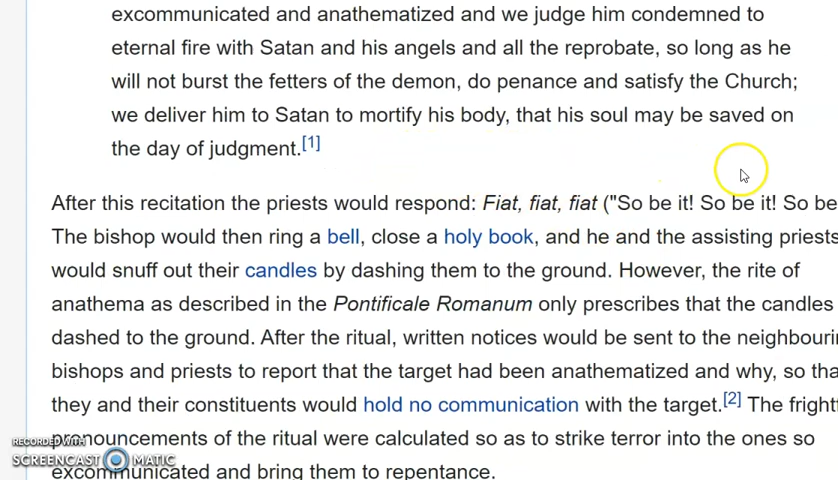 excommunicated and anathematized and we judge him condemned to
eternal fire with Satan and his angels and all the reprobate, so long as he
will not burst the fetters of the demon, do penance and satisfy the Church;
we deliver him to Satan to mortify his body, that his soul may be saved on
the day of judgment.[1]
After this recitation the priests would respond: Fiat, fiat, fiat ("So be it! So be it! So be
The bishop would then ring a bell, close a holy book, and he and the assisting priests
would snuff out their candles by dashing them to the ground. However, the rite of
anathema as described in the Pontificale Romanum only prescribes that the candles
dashed to the ground. After the ritual, written notices would be sent to the
bishops and priests to report that the target had been anathematized and why, so
they and their constituents would hold no communication with the target.[2] The
pronouncements of the ritual were calculated so as to strike terror into the ones so
excommunicated and bring them to repentance.
RECORDED WITH
SCREENCAST MATIC